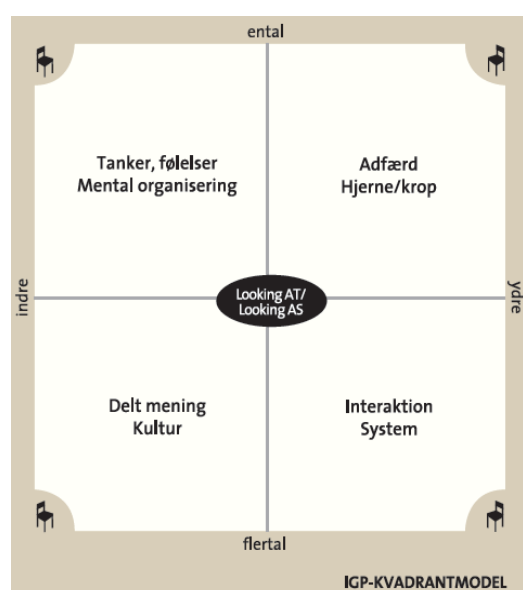 ental
Tanker, følelser
Mental organisering
Adfærd
Hjerne/krop
indre
Looking AT/
Looking AS
ydre
Delt mening
Kultur
Interaktion
System
flertal
IGP-KVADRANTMODEL